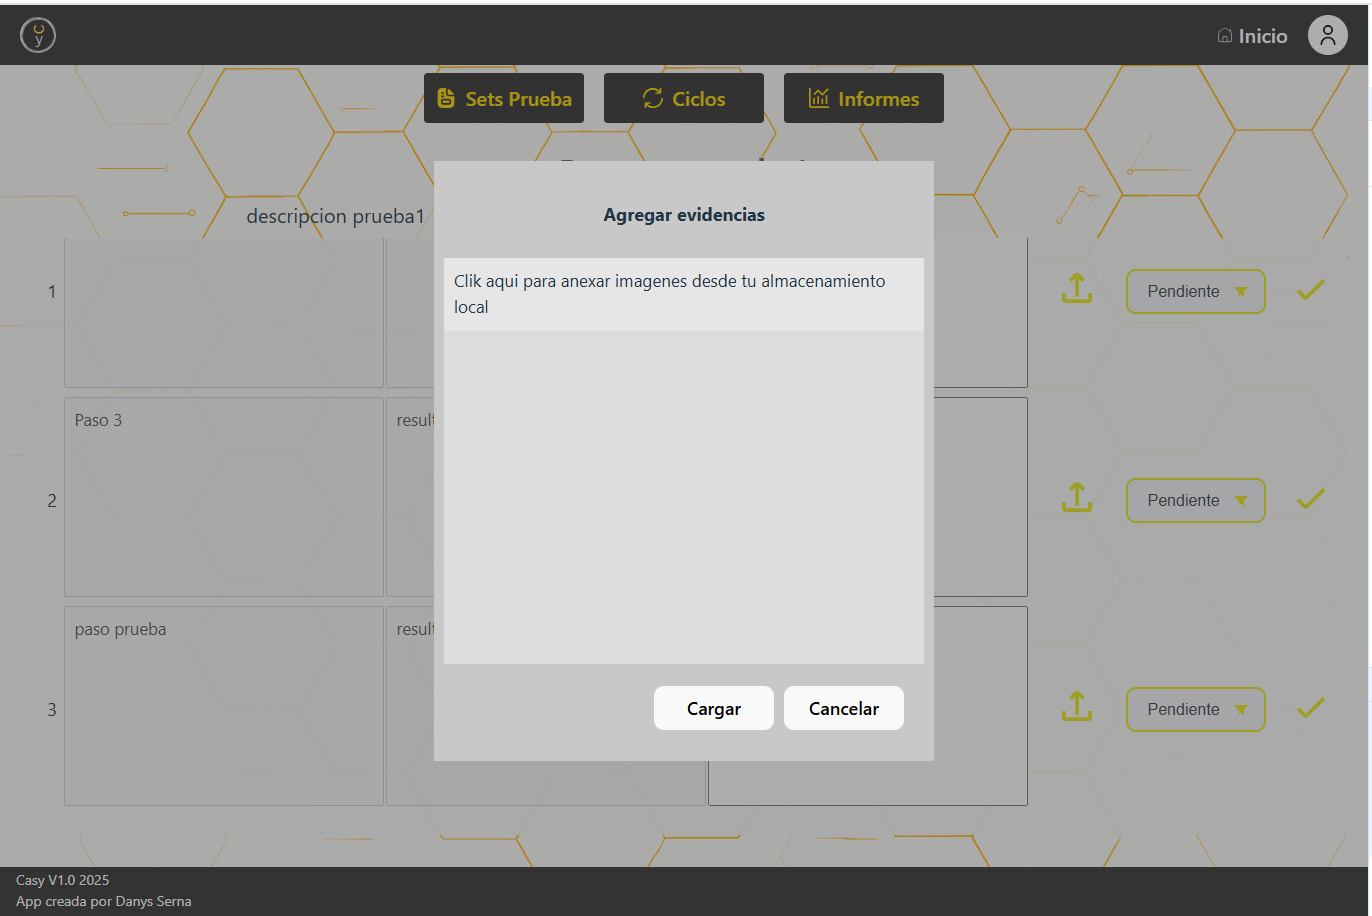 Cy
Inicio
Sets Prueba
Ciclos
Informes
descripcion prueba1
Agregar evidencias
Clik aqui para anexar imagenes desde tu almacenamiento
local
1
Pendiente
Paso 3
2
Pendiente
paso prueba
3
Pendiente
Cargar
Cancelar
Casy V1.0 2025
App creada por Danys Serna